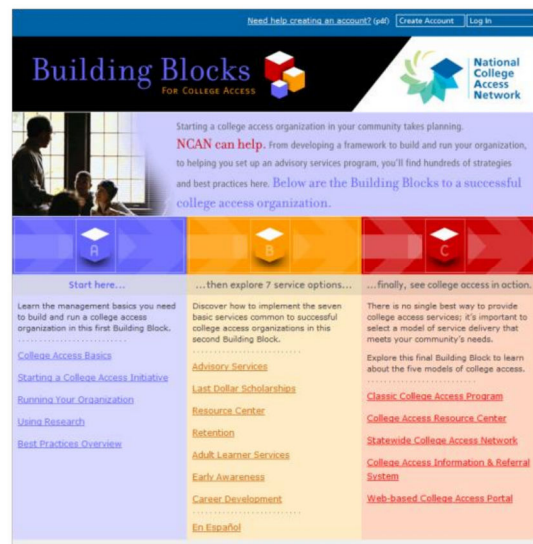 Need help creating an account? (pdf) Create Account Log In
Building Blocks
FOR COLLEGE ACCESS
National
College
Access
Network
Starting a college access organization in your community takes planning.
NCAN can help. From developing a framework to build and run your organization,
to helping you set up an advisory services program, you'll find hundreds of strategies
and best practices here. Below are the Building Blocks to a successful
college access organization.
A
Start here...
Learn the management basics you need
to build and run a college access
organization in this first Building Block.
College Access Basics
Starting a College Access Initiative
Running Your Organization
Using Research
Best Practices Overview
B
...then explore 7 service options...
Discover how to implement the seven
basic services common to successful
college access organizations in this
second Building Block.
Advisory Services
Last Dollar Scholarships
Resource Center
Retention
Adult Learner Services
Early Awareness
Career Development
En Español
C
...finally, see college access in action.
There is no single best way to provide
college access services; it's important to
select a model of service delivery that
meets your community's needs.
Explore this final Building Block to learn
about the five models of college access.
Classic College Access Program
College Access Resource Center
Statewide College Access Network
College Access Information & Referral
System
Web-based College Access Portal